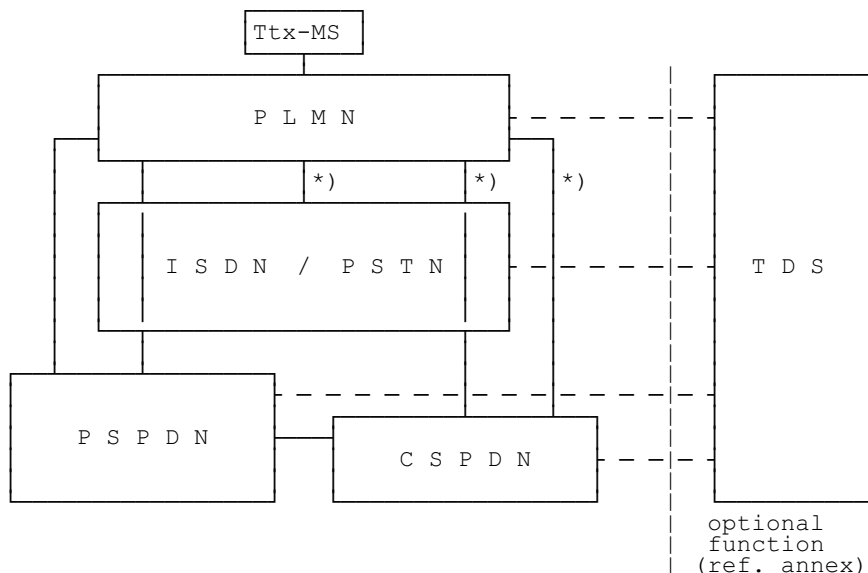 Ttx-MS
P L M N
*) *) *)
I S D N / P S T N
T D S
P S P D N
C S P D N
optional
function
(ref. annex)